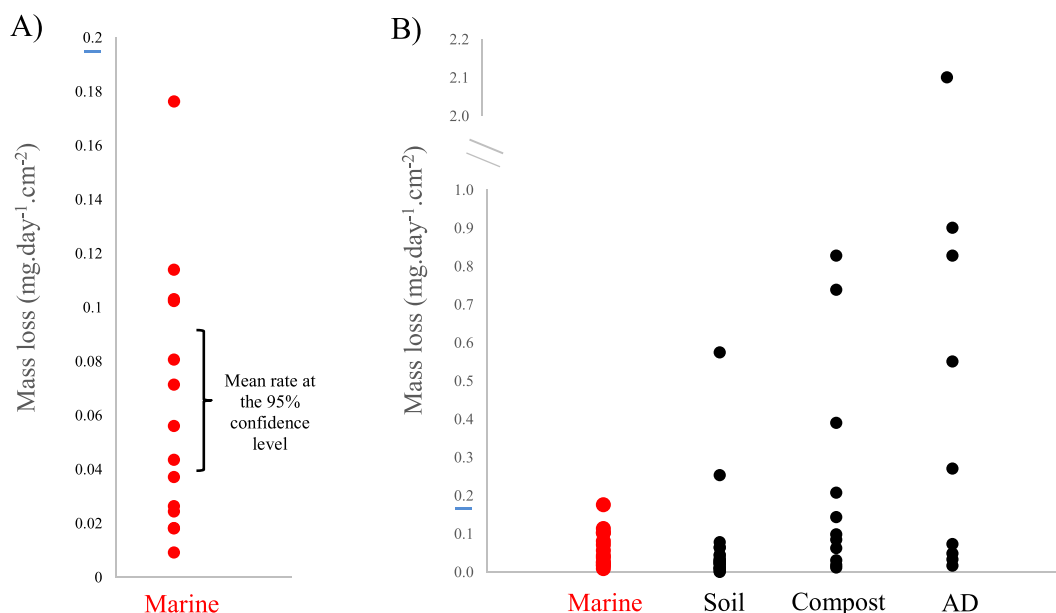 A)
Mass loss (mg.day-1.cm-2)
0.2
0.18
0.16
0.14
0.12
0.1
0.08
0.06
0.04
0.02
0
Mean rate at
the 95%
confidence
level
Marine
B)
Mass loss (mg.day-1.cm-2)
2.2
2.1
2.0
1.0
0.9
0.8
0.7
0.6
0.5
0.4
0.3
0.2
0.1
0.0
Marine Soil Compost AD